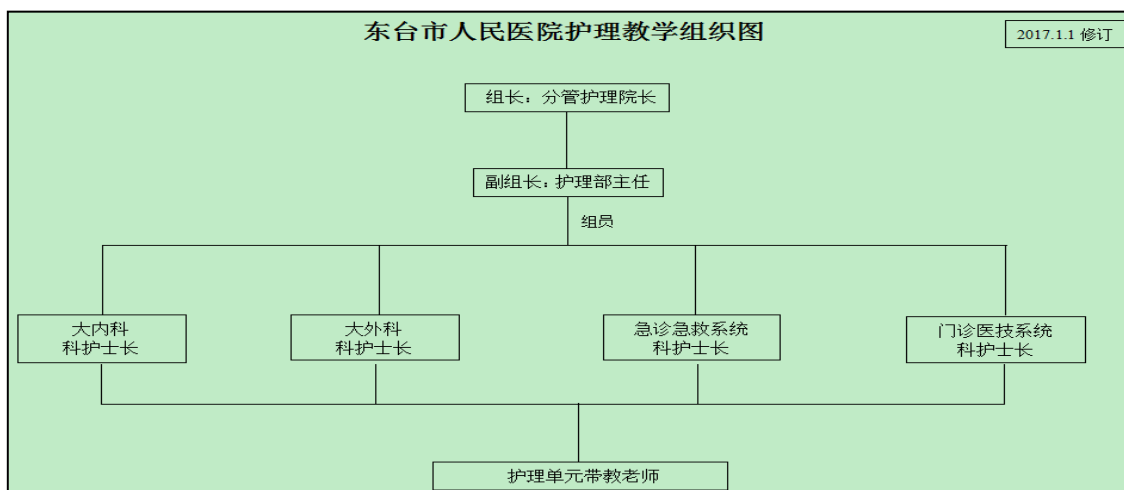 东台市人民医院护理教学组织图
2017.1.1 修订
组长：分管护理院长
副组长：护理部主任
组员
大内科
科护士长
大外科
科护士长
急诊急救系统
科护士长
门诊医技系统
科护士长
护理单元带教老师